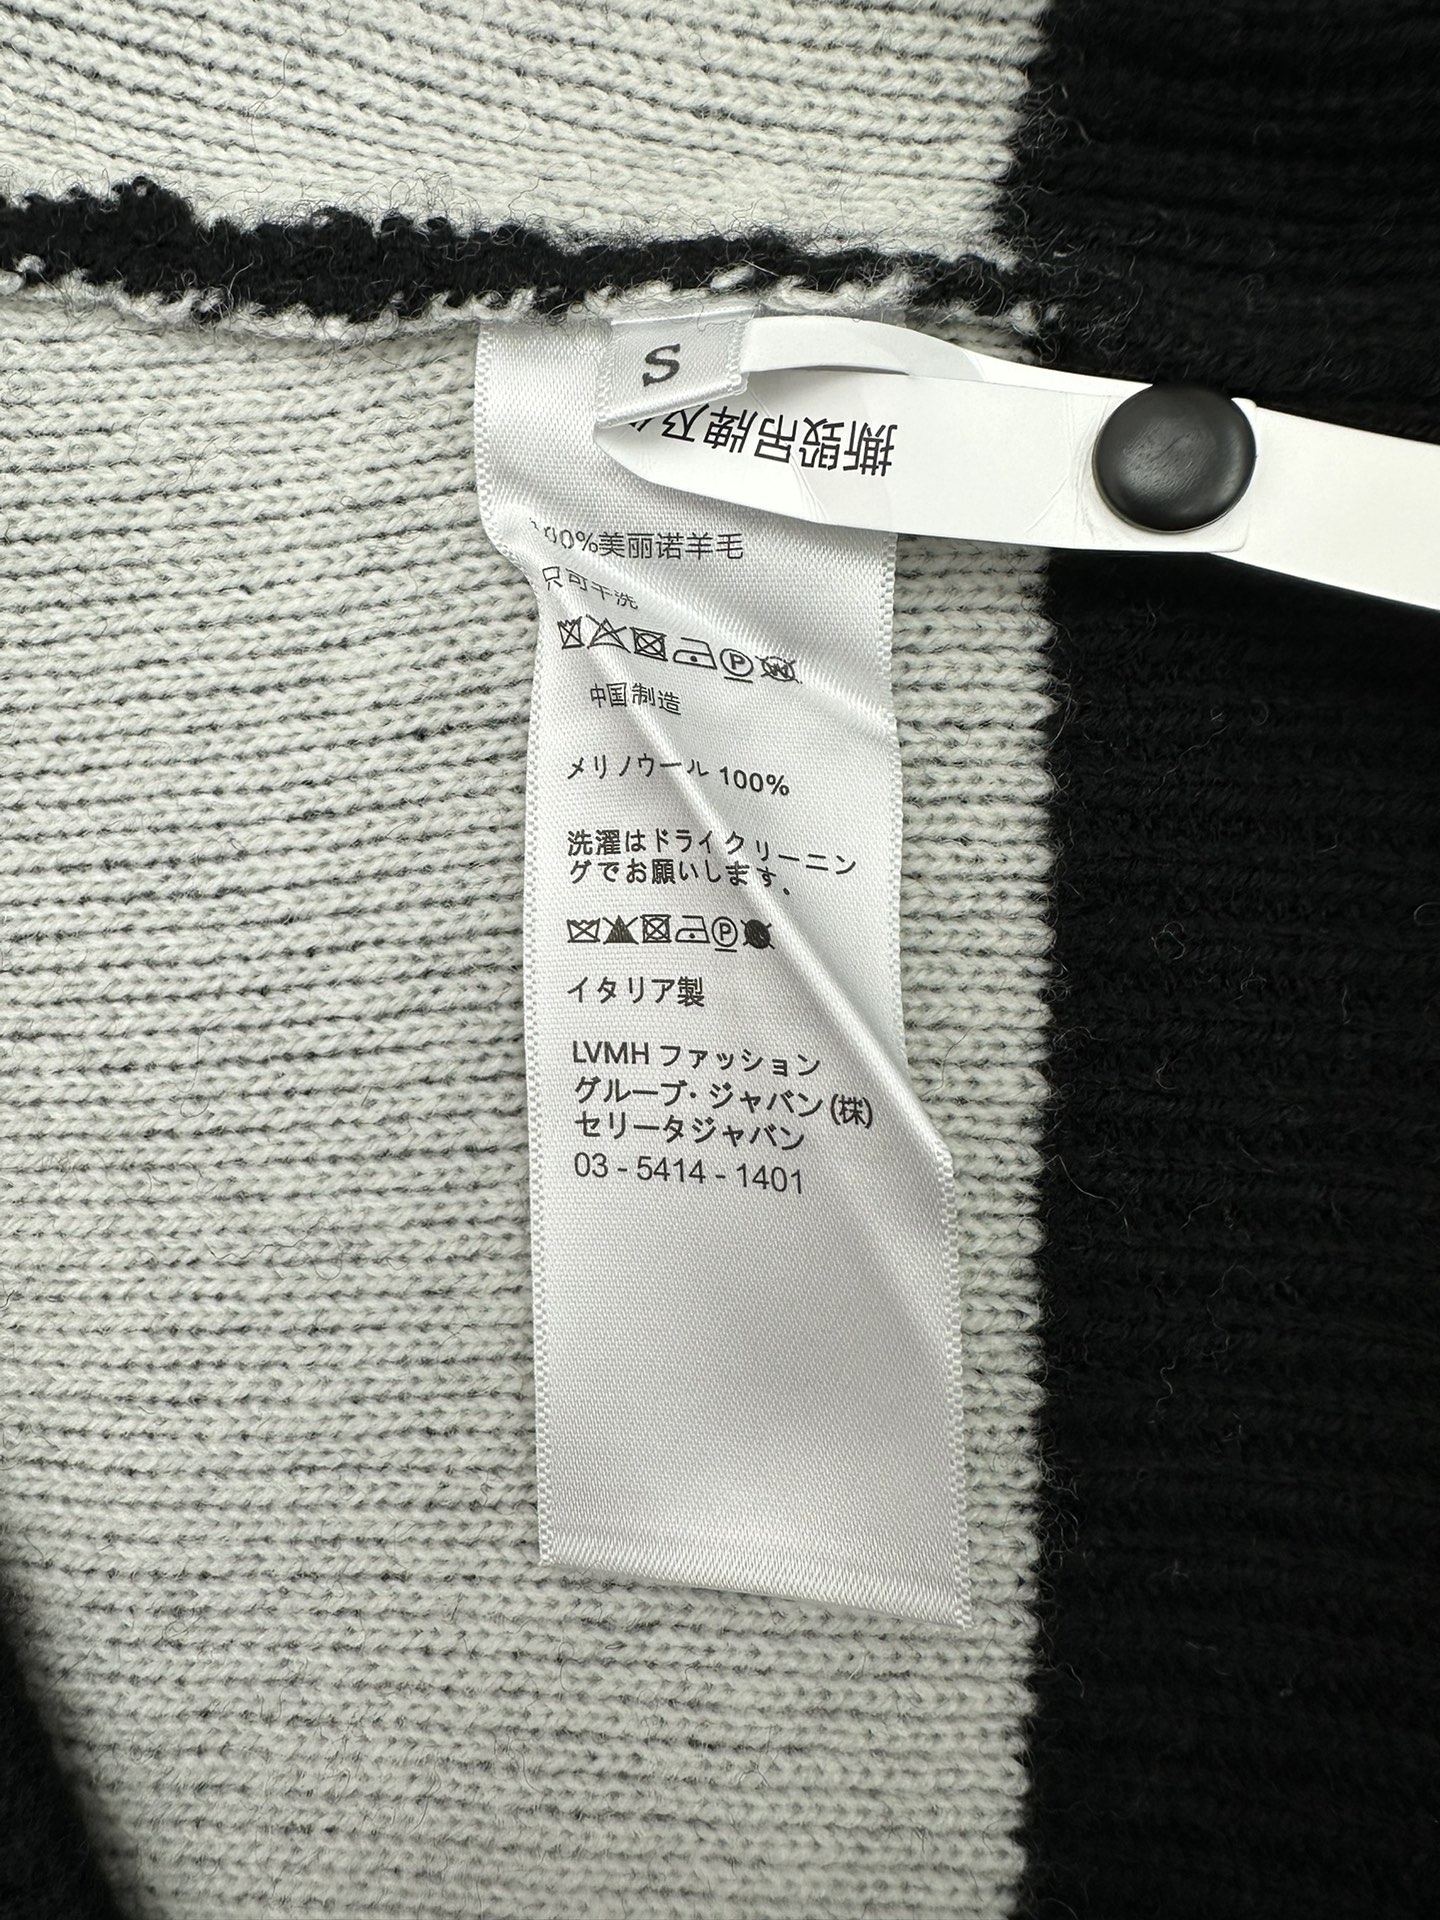 S
撕毁吊牌及
100%美丽诺羊毛
只可干洗
P W
中国制造
メリノウール 100%
洗濯はドライクリーニン
グでお願いします.
P
イタリア製
LVMH ファッション
グループ・ジャバン(株)
セリータジャバン
03 - 5414 - 1401